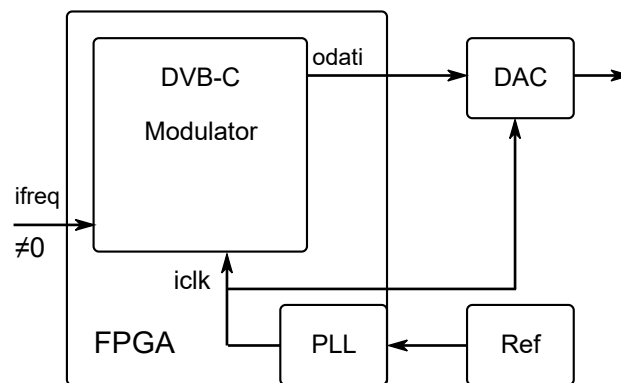 odati
DVB-C
DAC
Modulator
ifreq
≠0
iclk
FPGA
PLL
Ref